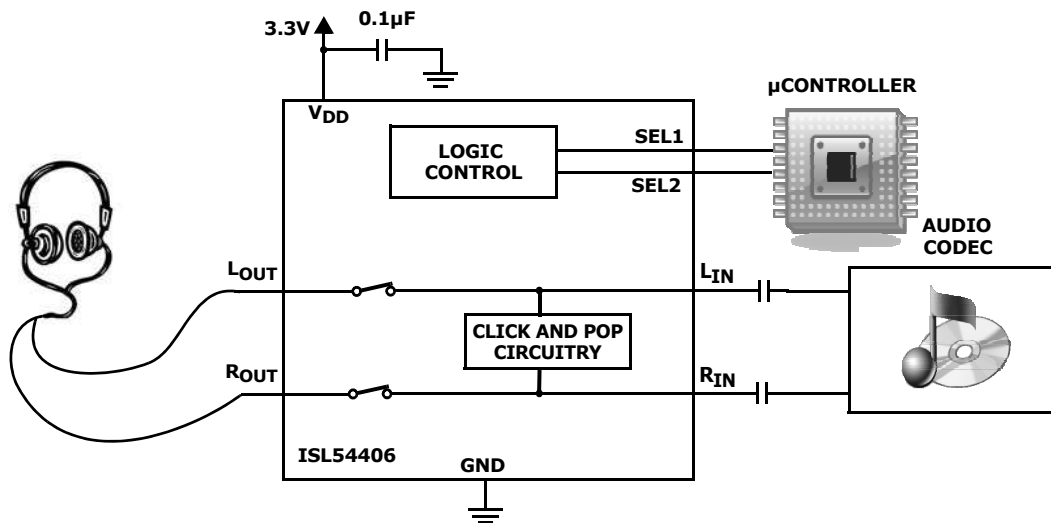 3.3V
0.1µF
VDD
µCONTROLLER
LOGIC
CONTROL
SEL1
SEL2
AUDIO
CODEC
LOUT
LIN
CLICK AND POP
CIRCUITRY
ROUT
RIN
ISL54406
GND